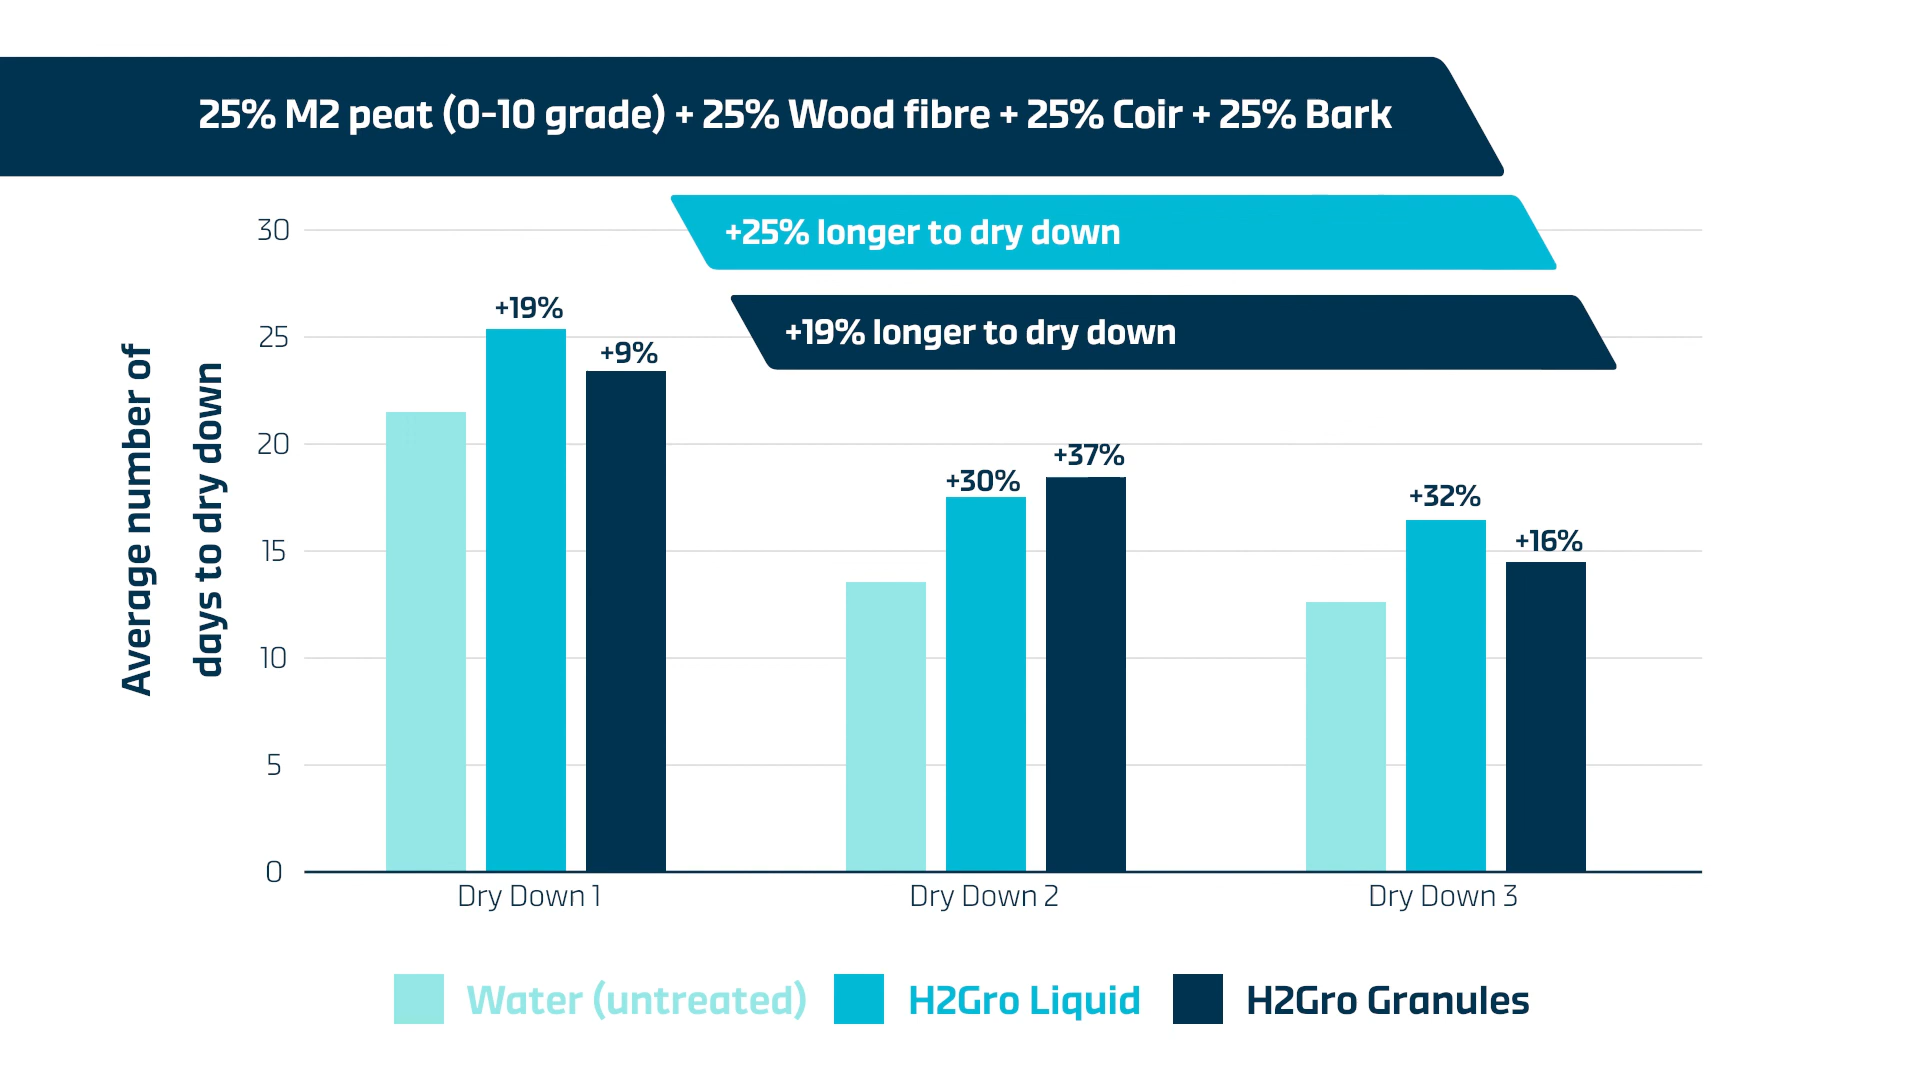 25% M2 peat (0-10 grade) + 25% Wood fibre + 25% Coir + 25% Bark
+25% longer to dry down
+19% longer to dry down
Average number of
days to dry down
30
25
20
15
10
5
0
+19%
+9%
+30%
+37%
+32%
+16%
Dry Down 1
Dry Down 2
Dry Down 3
Water (untreated)
H2Gro Liquid
H2Gro Granules